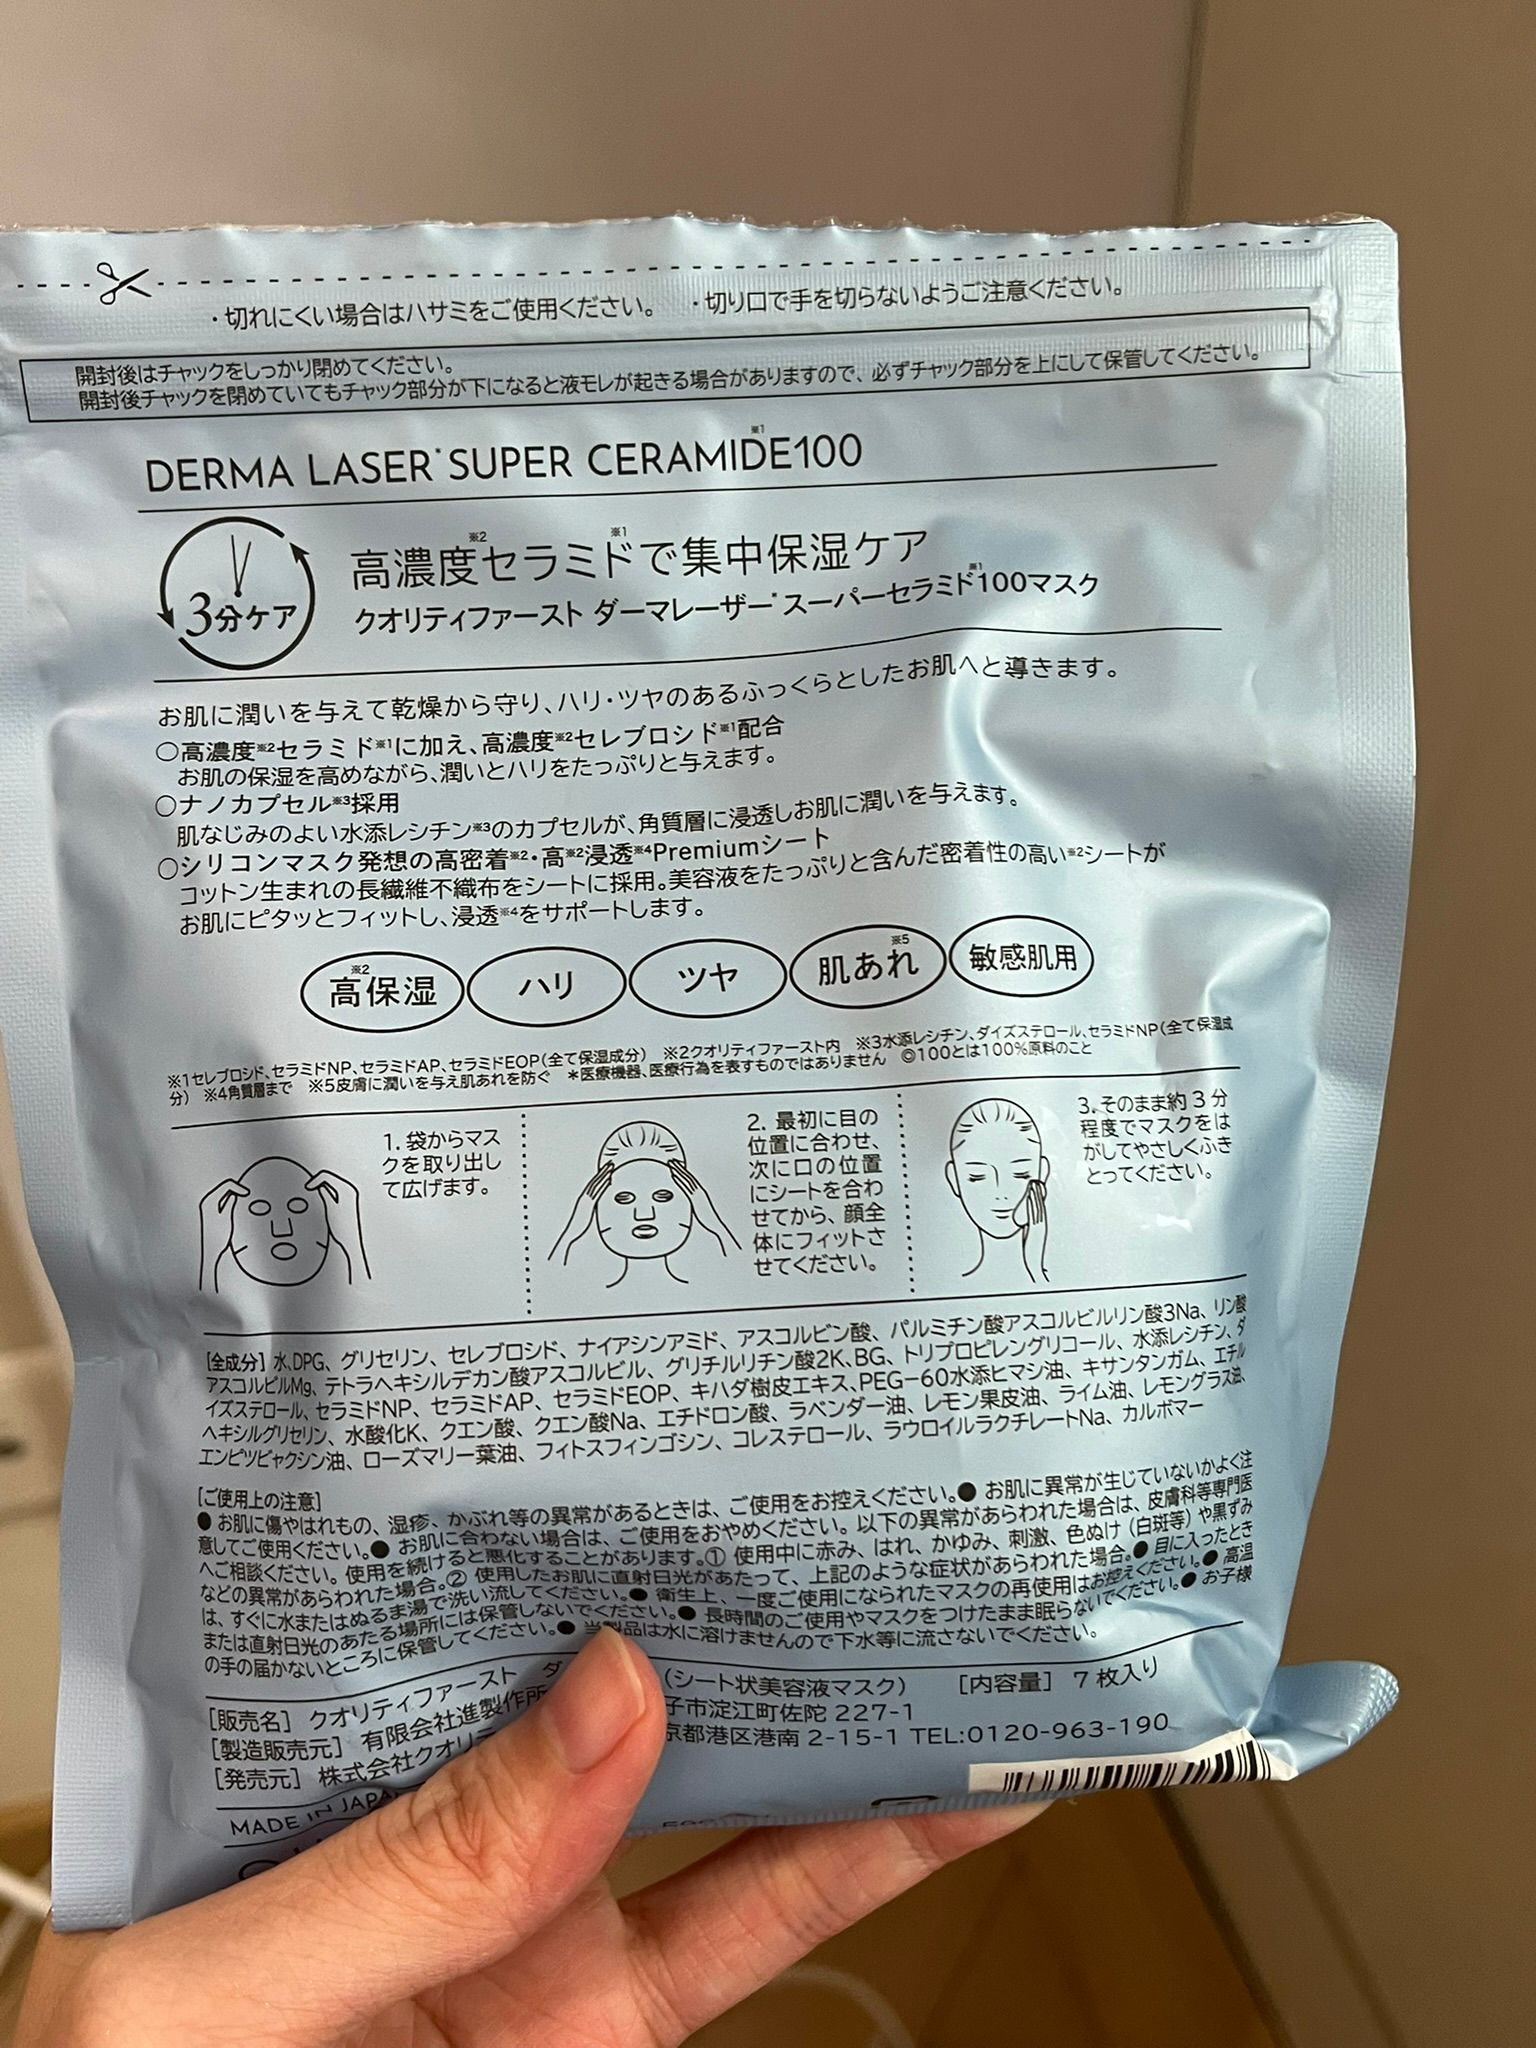 ・切れにくい場合はハサミをご使用ください。 ・切り口で手を切らないようご注意ください。
開封後はチャックをしっかり閉めてください。
開封後チャックを閉めていてもチャック部分が下になると液モレが起きる場合がありますので、必ずチャック部分を上にして保管してください。
DERMA LASER* SUPER CERAMIDE※1100
3分ケア
高濃度※2セラミド※1で集中保湿ケア
クオリティファースト ダーマレーザー*スーパーセラミド※1100マスク
お肌に潤いを与えて乾燥から守り、ハリ・ツヤのあるふっくらとしたお肌へと導きます。
○高濃度※2セラミド※1に加え、高濃度※2セレブロシド※1配合
お肌の保湿を高めながら、潤いとハリをたっぷりと与えます。
○ナノカプセル※3採用
肌なじみのよい水添レシチン※3のカプセルが、角質層に浸透しお肌に潤いを与えます。
○シリコンマスク発想の高密着※2・高※2浸透※4Premiumシート
コットン生まれの長繊維不織布をシートに採用。美容液をたっぷりと含んだ密着性の高い※2シートが
お肌にピタッとフィットし、浸透※4をサポートします。
高※2保湿 ハリ ツヤ 肌あれ※5 敏感肌用
※1セレブロシド、セラミドNP、セラミドAP、セラミドEOP(全て保湿成分) ※2クオリティファースト内 ※3水添レシチン、ダイズステロール、セラミドNP(全て保湿成
分) ※4角質層まで ※5皮膚に潤いを与え肌あれを防ぐ *医療機器、医療行為を表すものではありません ◎100とは100%原料のこと
1. 袋からマス
クを取り出し
て広げます。
2. 最初に目の
位置に合わせ、
次に口の位置
にシートを合わ
せてから、顔全
体にフィットさ
せてください。
3. そのまま約3分
程度でマスクをは
がしてやさしくふき
とってください。
[全成分] 水、DPG、グリセリン、セレブロシド、ナイアシンアミド、アスコルビン酸、パルミチン酸アスコルビルリン酸3Na、リン酸
アスコルビルMg、テトラヘキシルデカン酸アスコルビル、グリチルリチン酸2K、BG、トリプロピレングリコール、水添レシチン、ダ
イズステロール、セラミドNP、セラミドAP、セラミドEOP、キハダ樹皮エキス、PEG-60水添ヒマシ油、キサンタンガム、エチル
ヘキシルグリセリン、水酸化K、クエン酸、クエン酸Na、エチドロン酸、ラベンダー油、レモン果皮油、ライム油、レモングラス油、
エンピツビャクシン油、ローズマリー葉油、フィトスフィンゴシン、コレステロール、ラウロイルラクチレートNa、カルボマー
[ご使用上の注意]
●お肌に傷やはれもの、湿疹、かぶれ等の異常があるときは、ご使用をお控えください。●お肌に異常が生じていないかよく注
意してご使用ください。●お肌に合わない場合は、ご使用をおやめください。以下の異常があらわれた場合は、皮膚科等専門医
へご相談ください。使用を続けると悪化することがあります。①使用中に赤み、はれ、かゆみ、刺激、色ぬけ(白斑等)や黒ずみ
などの異常があらわれた場合。②使用したお肌に直射日光があたって、上記のような症状があらわれた場合。●目に入ったとき
は、すぐに水またはぬるま湯で洗い流してください。●衛生上、一度ご使用になられたマスクの再使用はお控えください。●高温
または直射日光のあたる場所には保管しないでください。●長時間のご使用やマスクをつけたまま眠らないでください。●お子様
の手の届かないところに保管してください。●当製品は水に溶けませんので下水等に流さないでください。
[販売名] クオリティファースト ダ (シート状美容液マスク) [内容量] 7枚入り
[製造販売元] 有限会社進製作所 子市淀江町佐陀 227-1
[発売元] 株式会社クオリテ 京都港区港南 2-15-1 TEL:0120-963-190
MADE IN JAPAN